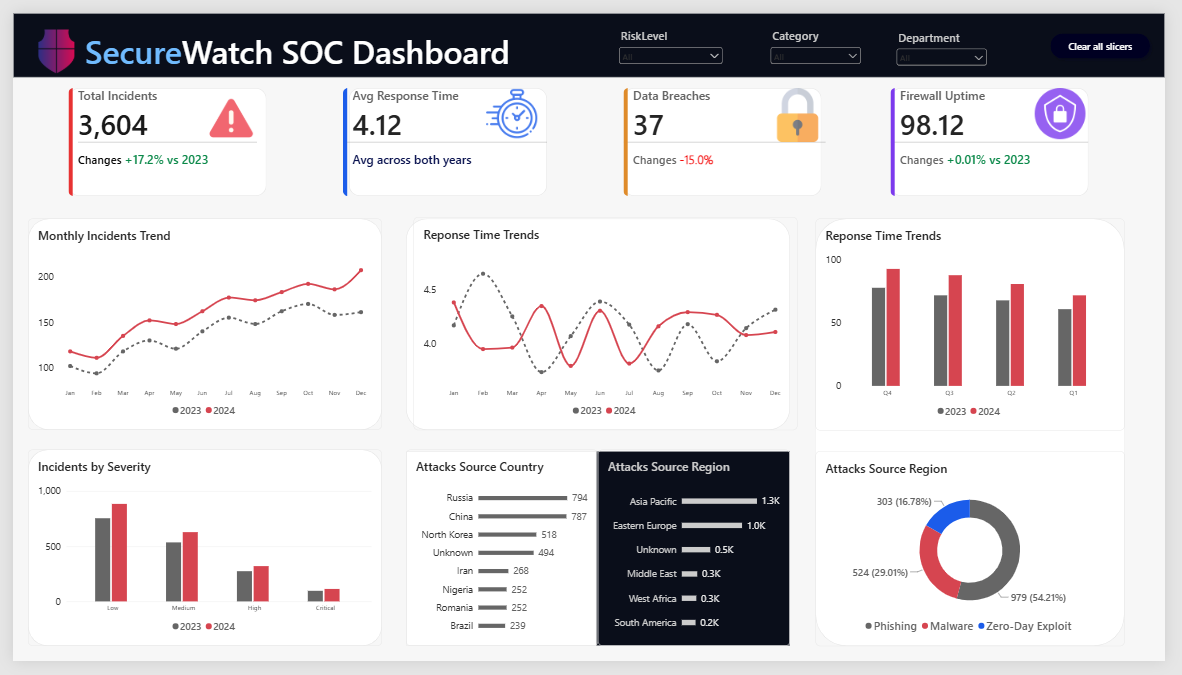 SecureWatch SOC Dashboard
RiskLevel
All
Category
All
Department
All
Clear all slicers
Total Incidents
3,604
Changes +17.2% vs 2023
Avg Response Time
4.12
Avg across both years
Data Breaches
37
Changes -15.0%
Firewall Uptime
98.12
Changes +0.01% vs 2023
Monthly Incidents Trend
200
150
100
Jan Feb Mar Apr May Jun Jul Aug Sep Oct Nov Dec
2023 2024
Reponse Time Trends
4.5
4.0
Jan Feb Mar Apr May Jun Jul Aug Sep Oct Nov Dec
2023 2024
Reponse Time Trends
100
50
0
Q4 Q3 Q2 Q1
2023 2024
Incidents by Severity
1,000
500
0
Low Medium High Critical
2023 2024
Attacks Source Country
Russia 794
China 787
North Korea 518
Unknown 494
Iran 268
Nigeria 252
Romania 252
Brazil 239
Attacks Source Region
Asia Pacific 1.3K
Eastern Europe 1.0K
Unknown 0.5K
Middle East 0.3K
West Africa 0.3K
South America 0.2K
Attacks Source Region
303 (16.78%)
524 (29.01%)
979 (54.21%)
Phishing Malware Zero-Day Exploit